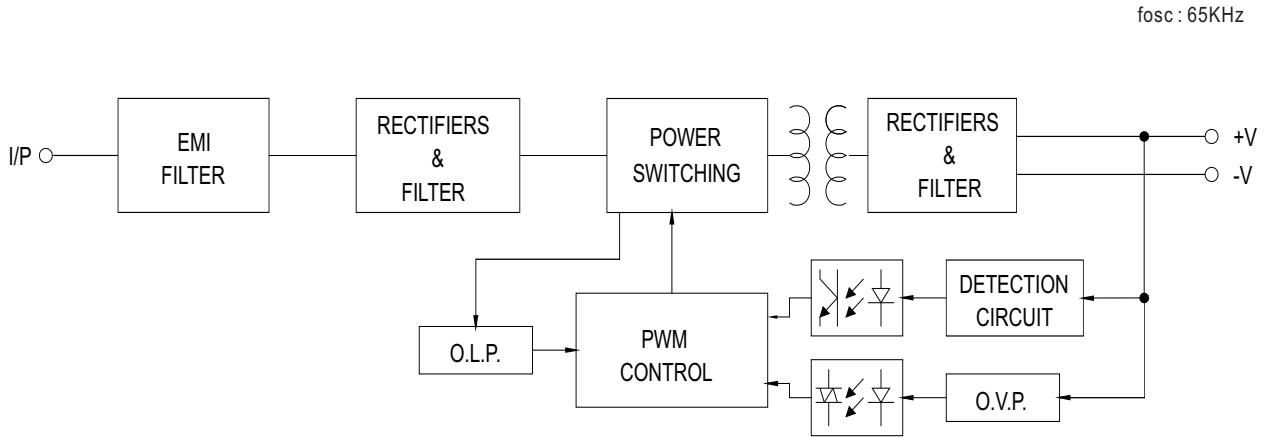 fosc : 65KHz
I/P
EMI
FILTER
RECTIFIERS
&
FILTER
POWER
SWITCHING
RECTIFIERS
&
FILTER
+V
-V
O.L.P.
PWM
CONTROL
DETECTION
CIRCUIT
O.V.P.